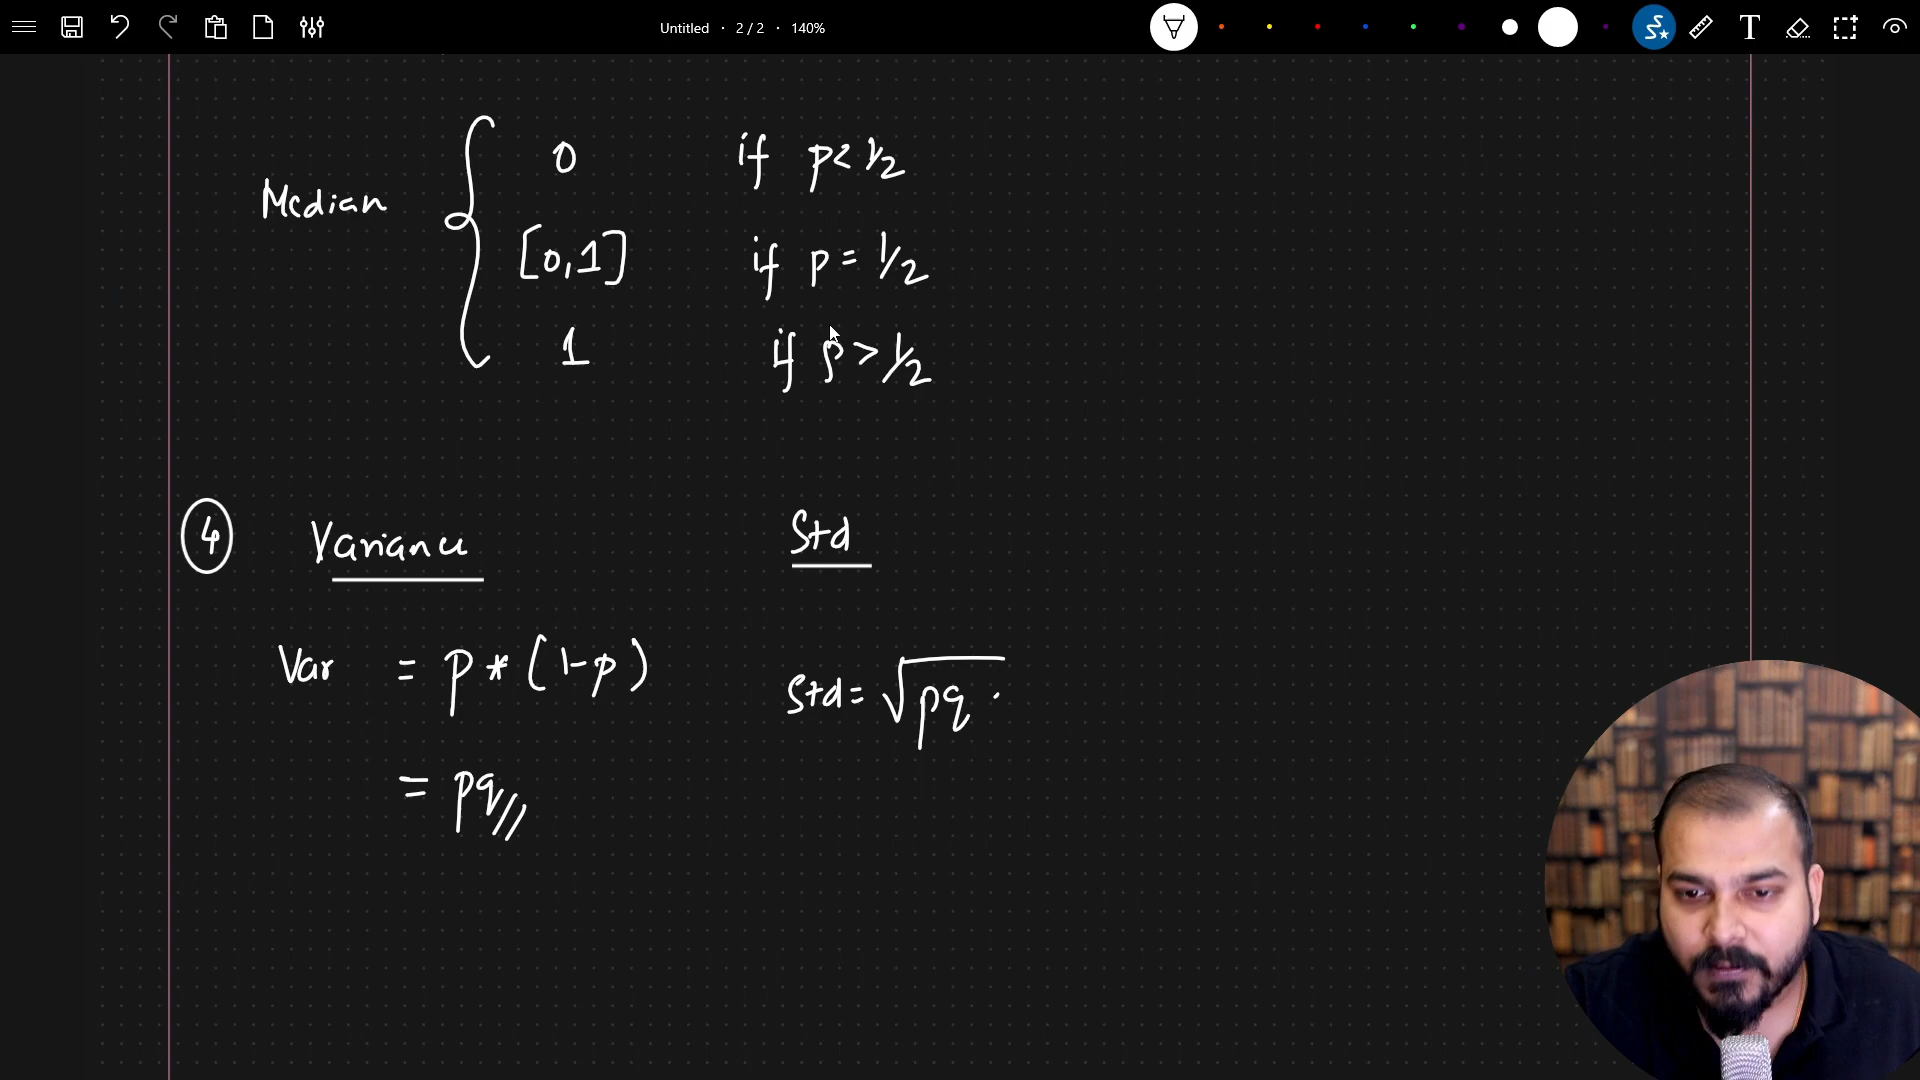 Untitled · 2 / 2 · 140%
0 if p < 1/2
Median
[0,1] if p = 1/2
1 if p > 1/2
4 Variance Std
Var = p * (1-p)
Std = √pq .
= pq //